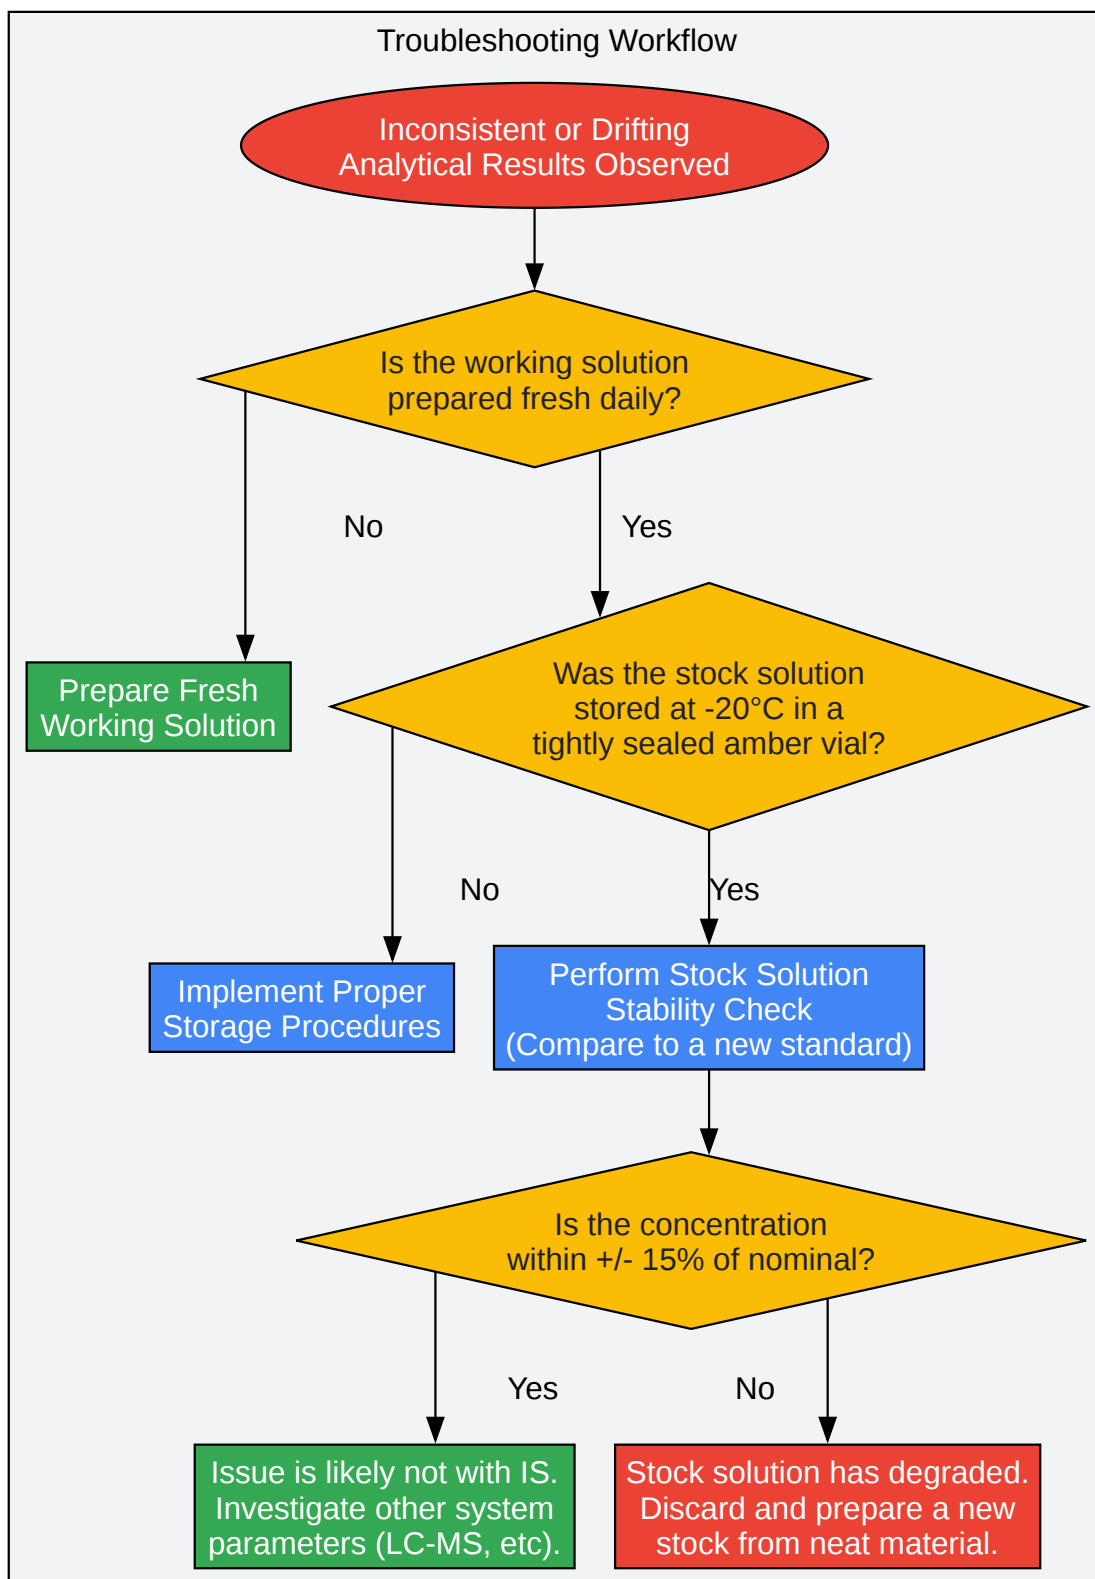 Troubleshooting Workflow
Inconsistent or Drifting
Analytical Results Observed
Is the working solution
prepared fresh daily?
No
Yes
Prepare Fresh
Working Solution
Was the stock solution
stored at -20°C in a
tightly sealed amber vial?
No
Yes
Implement Proper
Storage Procedures
Perform Stock Solution
Stability Check
(Compare to a new standard)
Is the concentration
within +/- 15% of nominal?
Yes
No
Issue is likely not with IS.
Investigate other system
parameters (LC-MS, etc).
Stock solution has degraded.
Discard and prepare a new
stock from neat material.